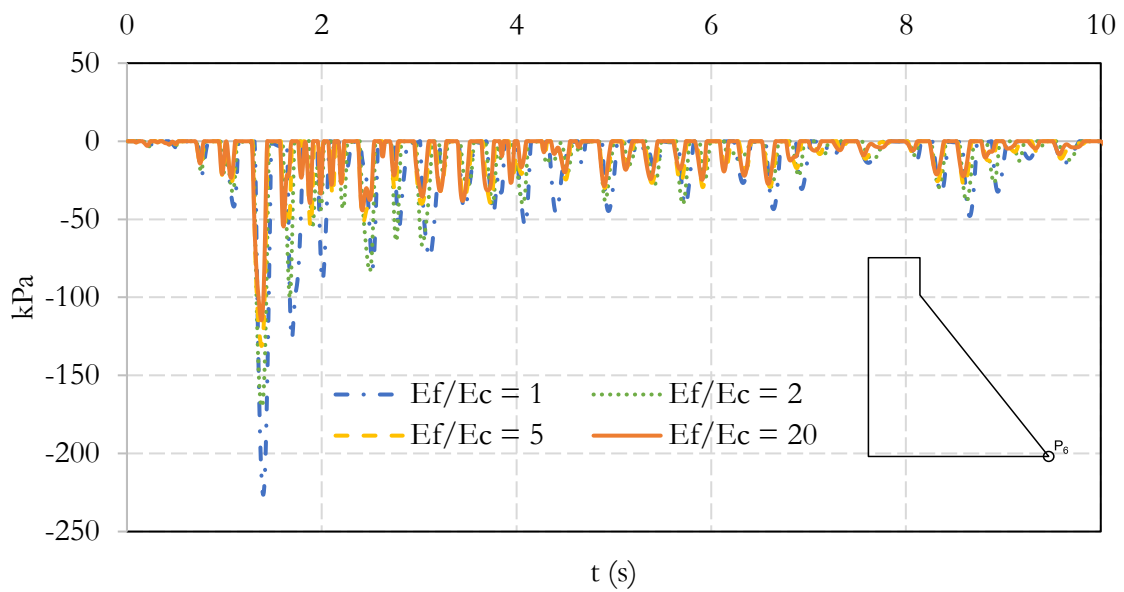 0 2 4 6 8 10
50
0
-50
-100
-150
-200
-250
kPa
Ef/Ec = 1 Ef/Ec = 2
Ef/Ec = 5 Ef/Ec = 20
P₆
t (s)